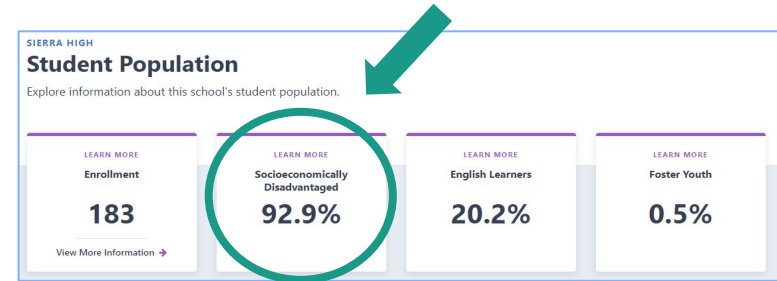 SIERRA HIGH
Student Population
Explore information about this school's student population.
LEARN MORE
Enrollment
183
View More Information →
LEARN MORE
Socioeconomically
Disadvantaged
92.9%
LEARN MORE
English Learners
20.2%
LEARN MORE
Foster Youth
0.5%